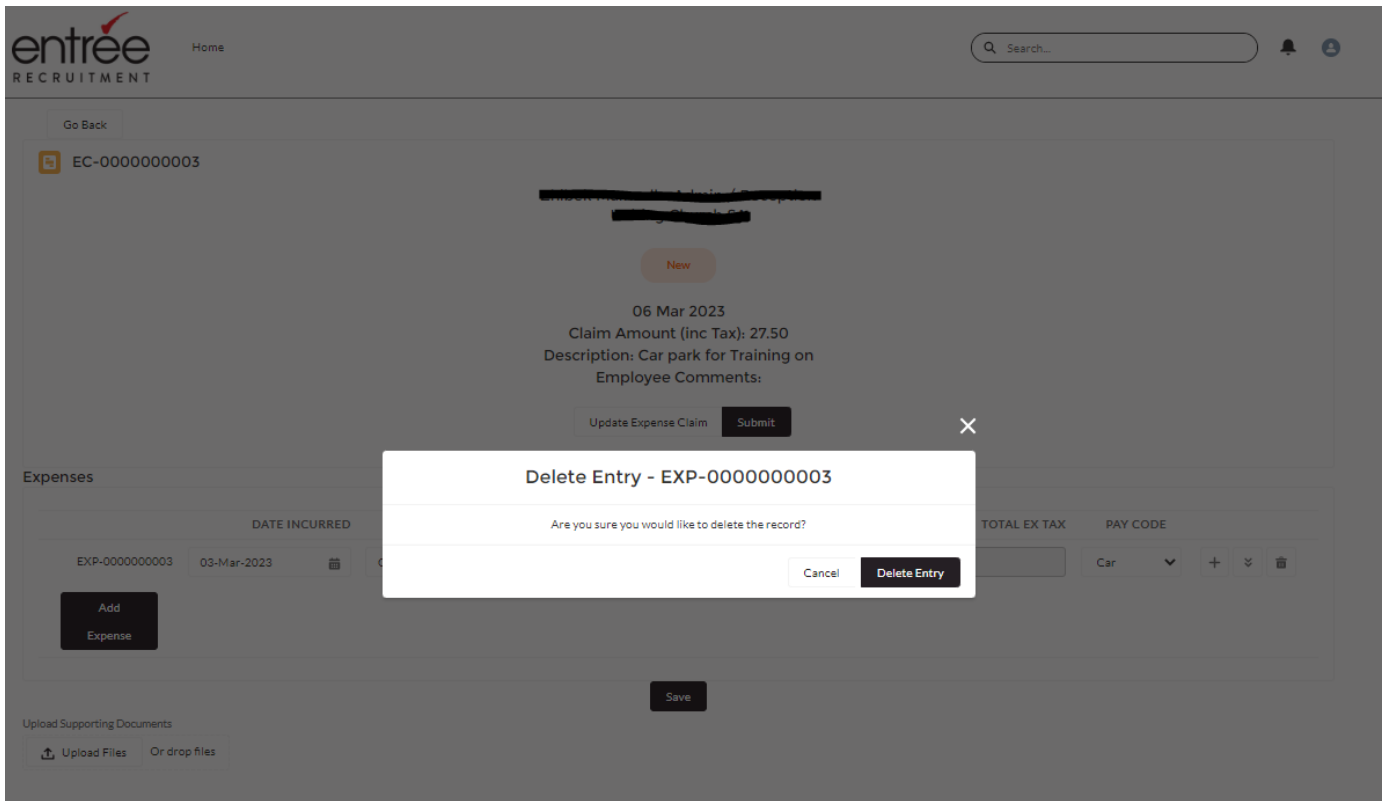 entrée
RECRUITMENT
Home
Search...
Go Back
EC-0000000003
New
06 Mar 2023
Claim Amount (inc Tax): 27.50
Description: Car park for Training on
Employee Comments:
Update Expense Claim
Submit
Expenses
Delete Entry - EXP-0000000003
Are you sure you would like to delete the record?
Cancel
Delete Entry
DATE INCURRED
TOTAL EX TAX
PAY CODE
EXP-0000000003
03-Mar-2023
Car
Add
Expense
Save
Upload Supporting Documents
Upload Files
Or drop files